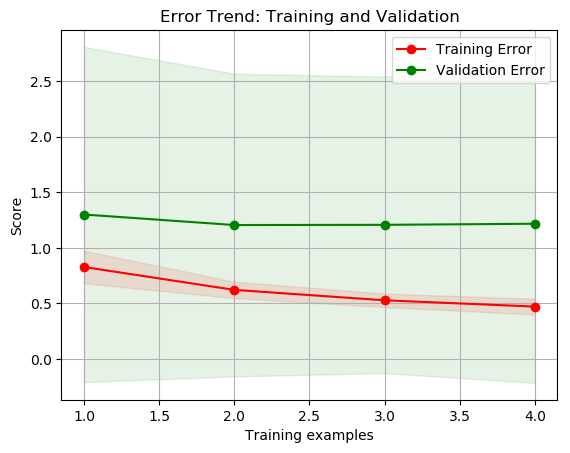 Error Trend: Training and Validation
Training Error
Validation Error
Score
2.5
2.0
1.5
1.0
0.5
0.0
1.0 1.5 2.0 2.5 3.0 3.5 4.0
Training examples